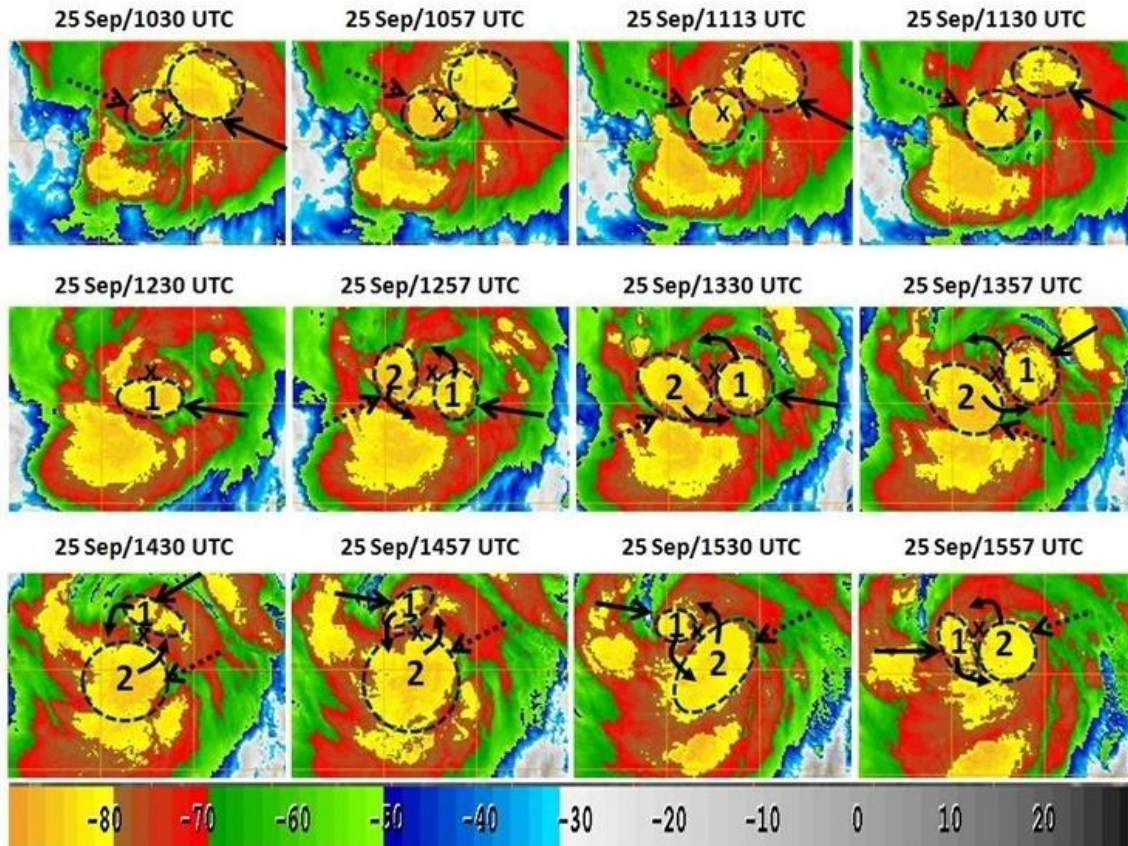 25 Sep/1030 UTC 25 Sep/1057 UTC 25 Sep/1113 UTC 25 Sep/1130 UTC
X X X X
25 Sep/1230 UTC 25 Sep/1257 UTC 25 Sep/1330 UTC 25 Sep/1357 UTC
X X X X
1 2 1 2 1 2 1
25 Sep/1430 UTC 25 Sep/1457 UTC 25 Sep/1530 UTC 25 Sep/1557 UTC
1 1 1 1 2
X X X X
2 2 2
-80 -70 -60 -50 -40 -30 -20 -10 0 10 20